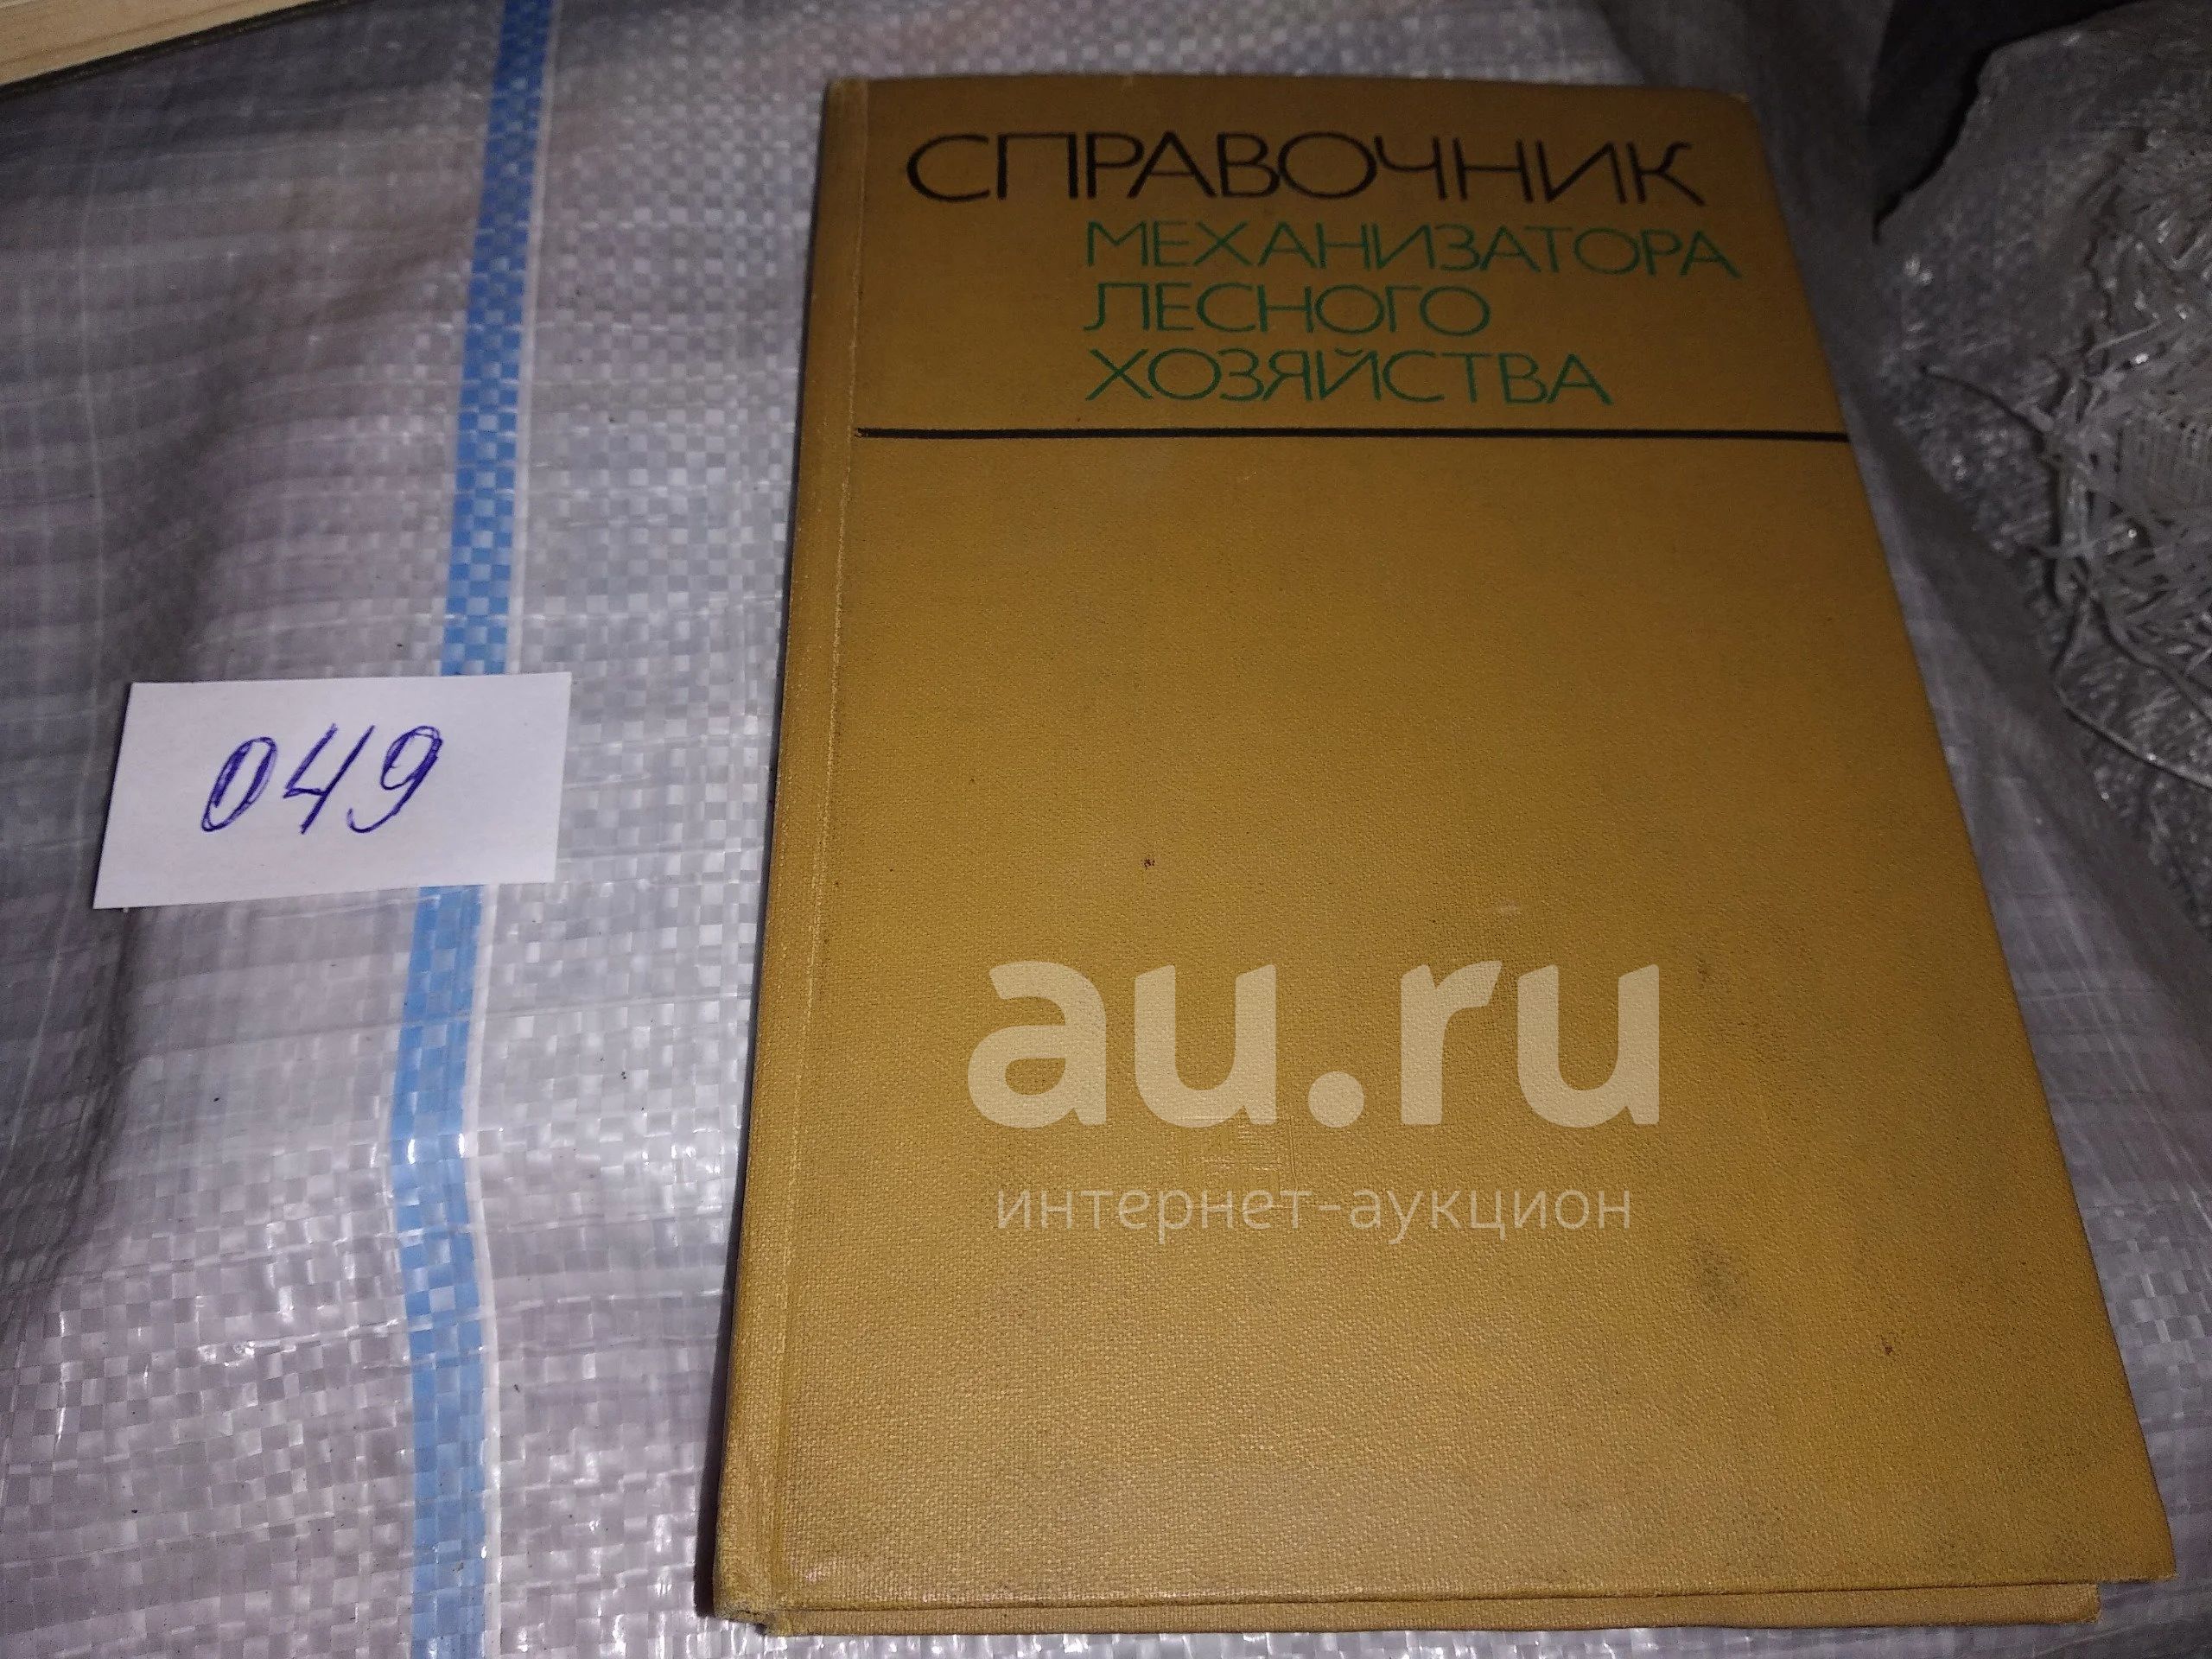 СПРАВОЧНИК
МЕХАНИЗАТОРА
ЛЕСНОГО
ХОЗЯЙСТВА
049
au.ru
интернет-аукцион